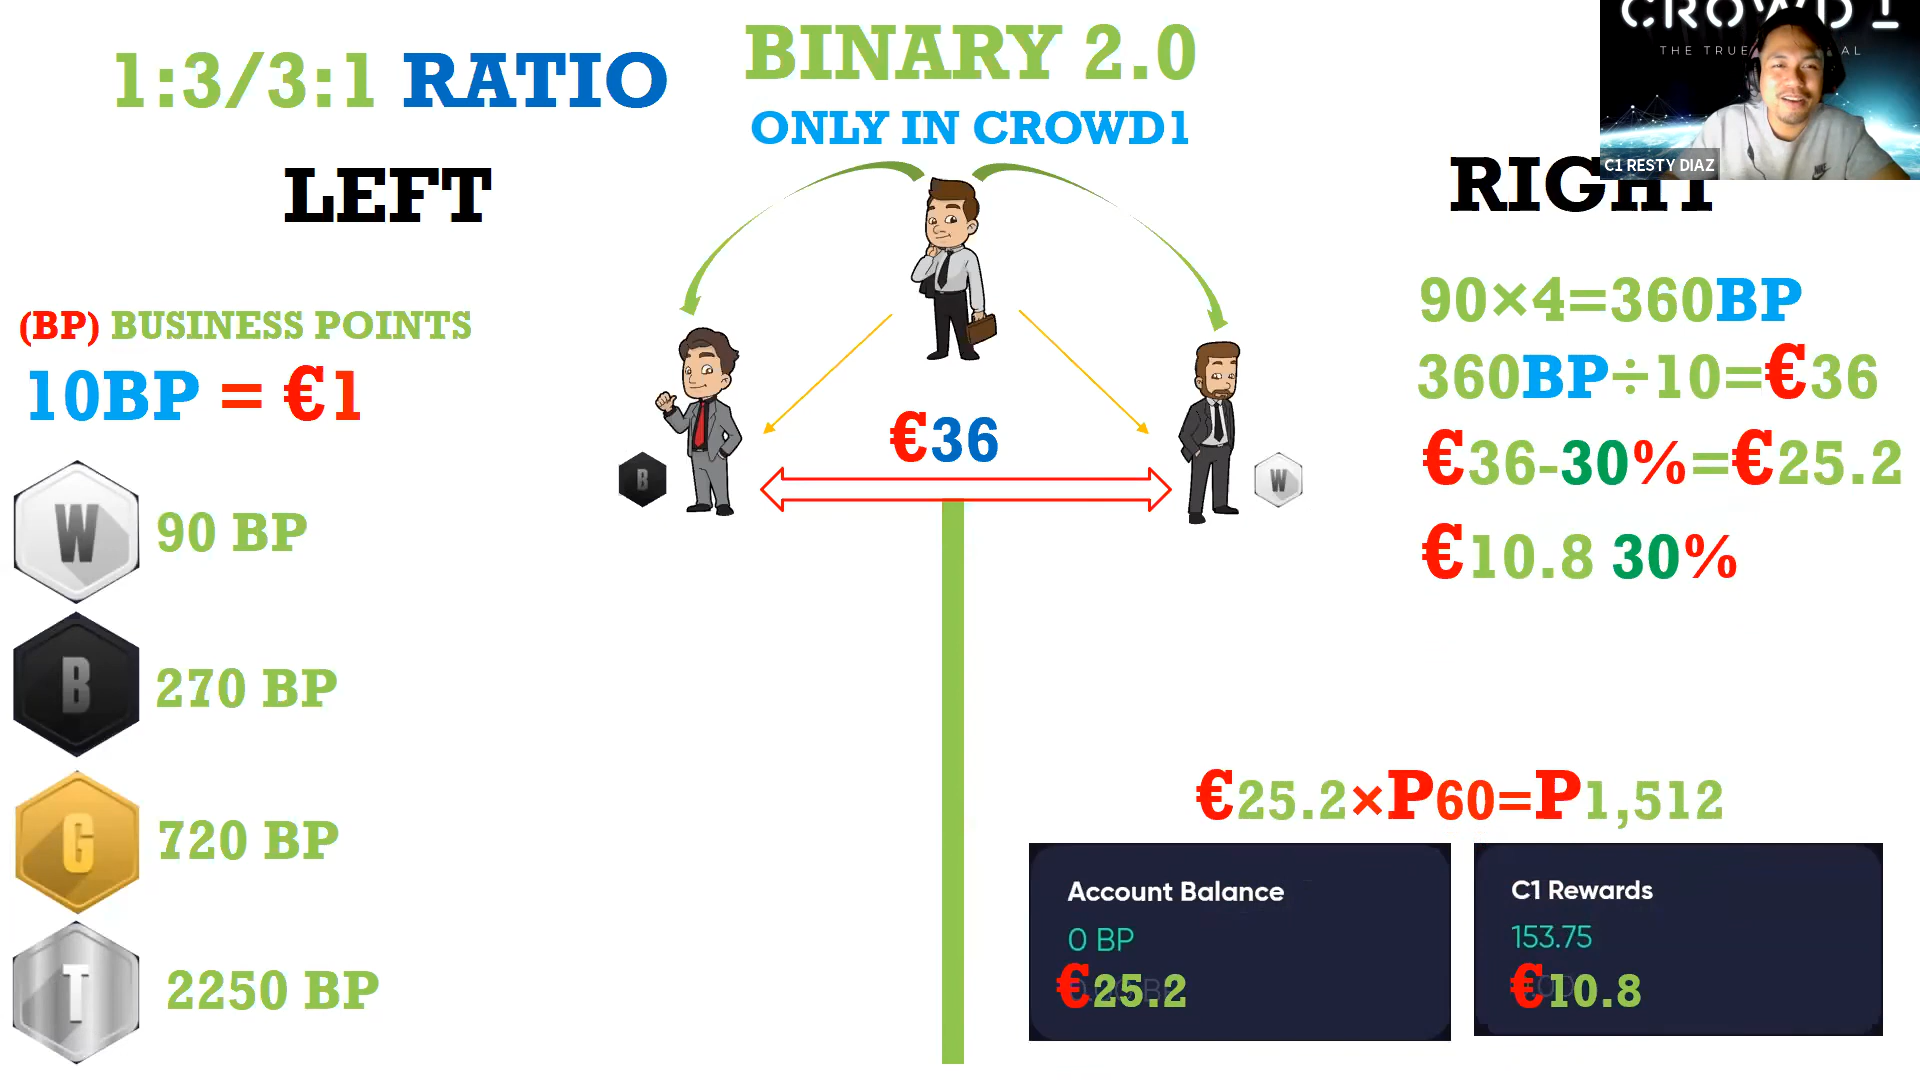 1:3/3:1 RATIO
BINARY 2.0
ONLY IN CROWD1
CROWD 1
C1 RESTY DIAZ
LEFT
RIGHT
(BP) BUSINESS POINTS
10BP = €1
W 90 BP
B 270 BP
G 720 BP
T 2250 BP
B
€36
W
90×4=360BP
360BP÷10=€36
€36-30%=€25.2
€10.8 30%
€25.2×P60=P1,512
Account Balance
0 BP
€25.2
C1 Rewards
153.75
€10.8